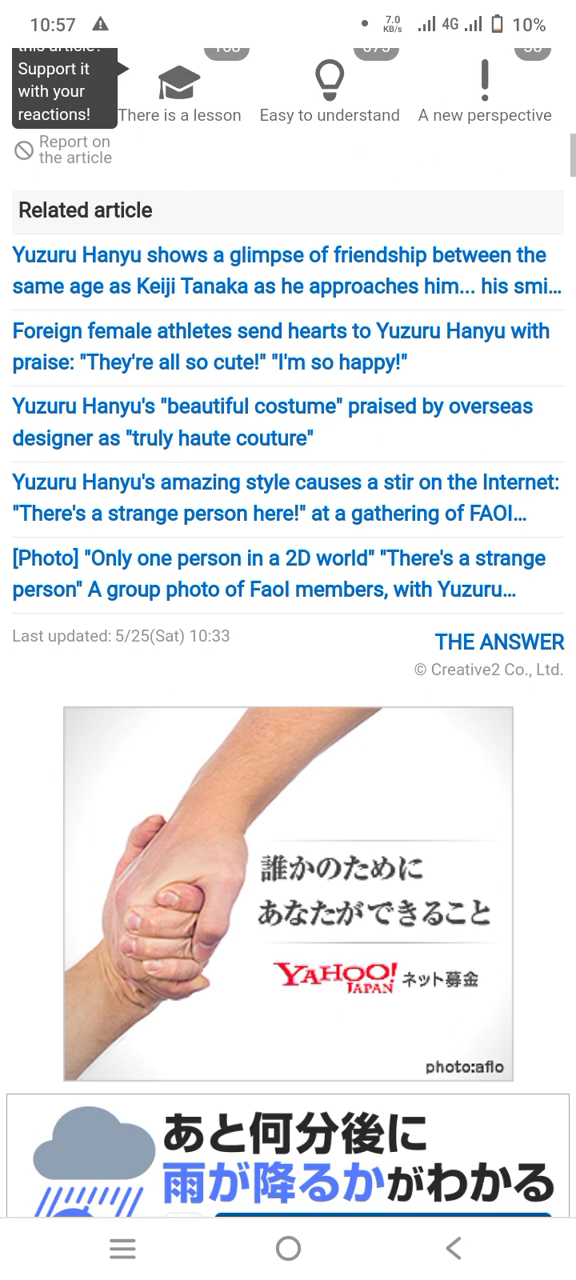 10:57
7.0
KB/s
4G
10%
Support it
with your
reactions!
There is a lesson
Easy to understand
A new perspective
Report on
the article
Related article
Yuzuru Hanyu shows a glimpse of friendship between the
same age as Keiji Tanaka as he approaches him... his smi...
Foreign female athletes send hearts to Yuzuru Hanyu with
praise: "They're all so cute!" "I'm so happy!"
Yuzuru Hanyu's "beautiful costume" praised by overseas
designer as "truly haute couture"
Yuzuru Hanyu's amazing style causes a stir on the Internet:
"There's a strange person here!" at a gathering of FAOI...
[Photo] "Only one person in a 2D world" "There's a strange
person" A group photo of FaoI members, with Yuzuru...
Last updated: 5/25(Sat) 10:33
THE ANSWER
© Creative2 Co., Ltd.
誰かのために
あなたができること
YAHOO! JAPAN ネット募金
photo:aflo
あと何分後に
雨が降るかがわかる